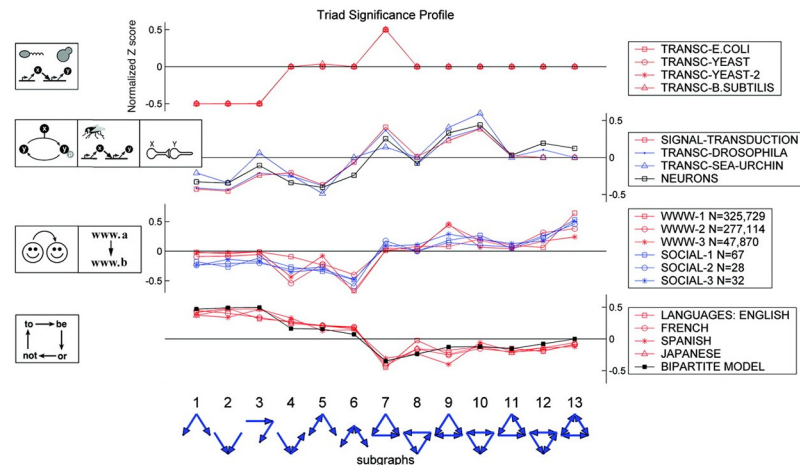 Triad Significance Profile
Normalized Z score
0.5
0
-0.5
X
Y
TRANSC-E.COLI
TRANSC-YEAST
TRANSC-YEAST-2
TRANSC-B.SUBTILIS
X
Y
Y
X Y
0.5
0
-0.5
SIGNAL-TRANSDUCTION
TRANSC-DROSOPHILA
TRANSC-SEA-URCHIN
NEURONS
www.a
www.b
0.5
0
-0.5
WWW-1 N=325,729
WWW-2 N=277,114
WWW-3 N=47,870
SOCIAL-1 N=67
SOCIAL-2 N=28
SOCIAL-3 N=32
to be
not or
0.5
0
-0.5
LANGUAGES: ENGLISH
FRENCH
SPANISH
JAPANESE
BIPARTITE MODEL
1 2 3 4 5 6 7 8 9 10 11 12 13
subgraphs